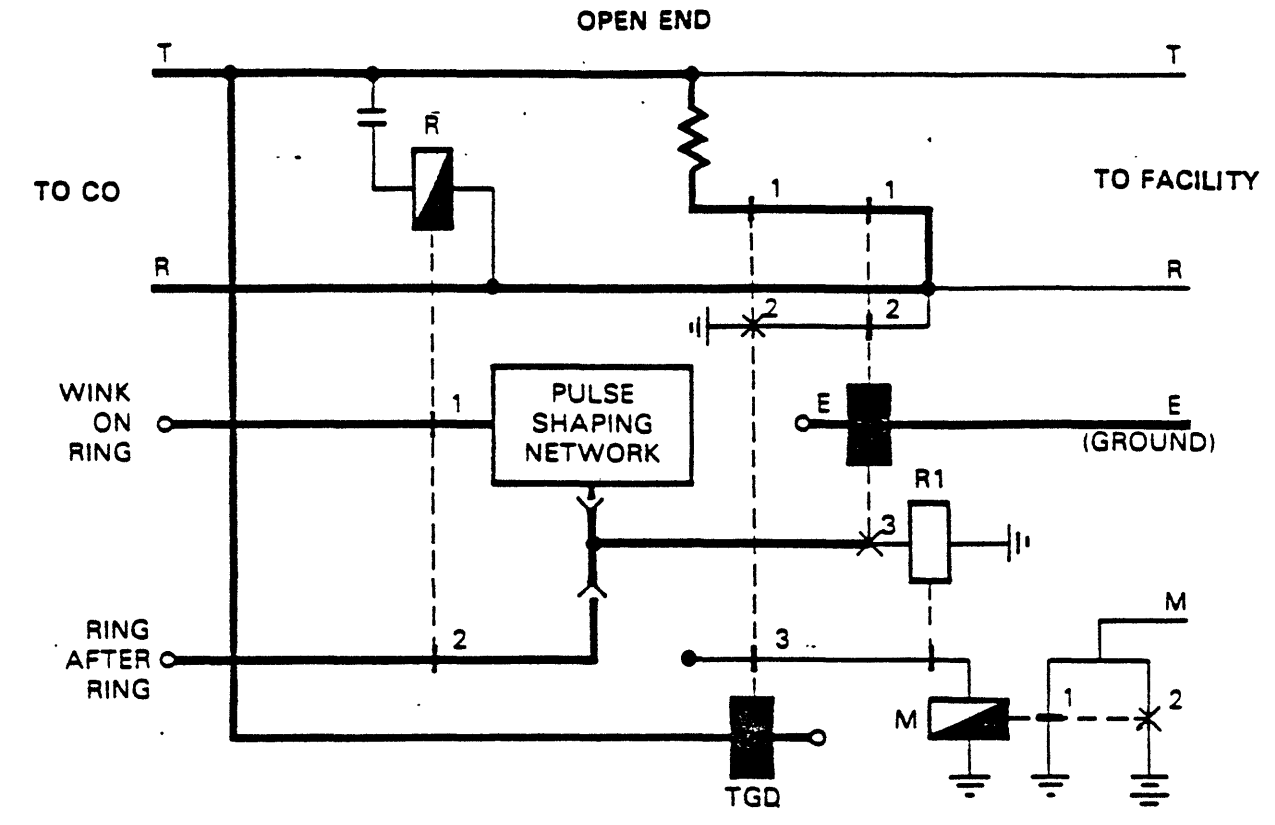 OPEN END
T
T
R
TO CO
1
1
TO FACILITY
R
R
2
2
WINK
ON
RING
1
PULSE
SHAPING
NETWORK
E
E
(GROUND)
R1
3
M
RING
AFTER
RING
2
3
M
1
2
TGD